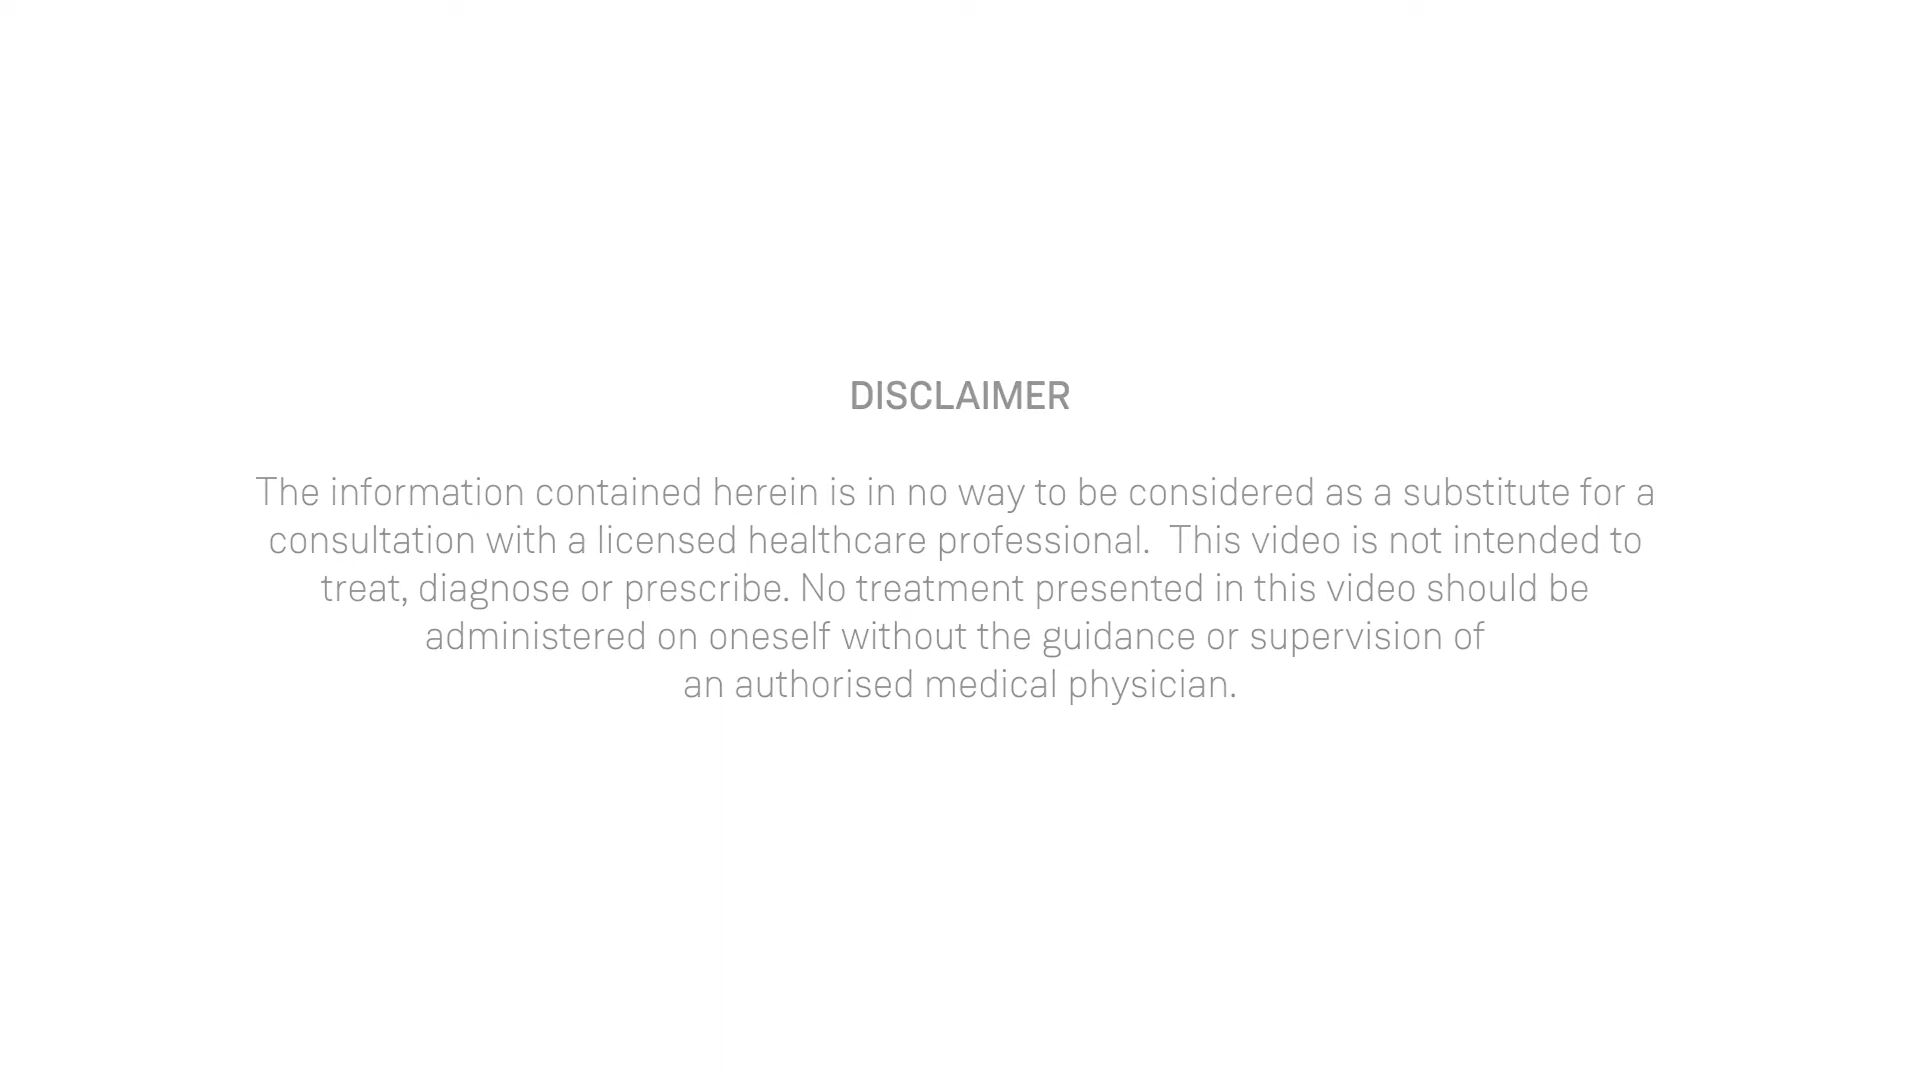 DISCLAIMER
The information contained herein is in no way to be considered as a substitute for a
consultation with a licensed healthcare professional.  This video is not intended to
treat, diagnose or prescribe. No treatment presented in this video should be
administered on oneself without the guidance or supervision of
an authorised medical physician.